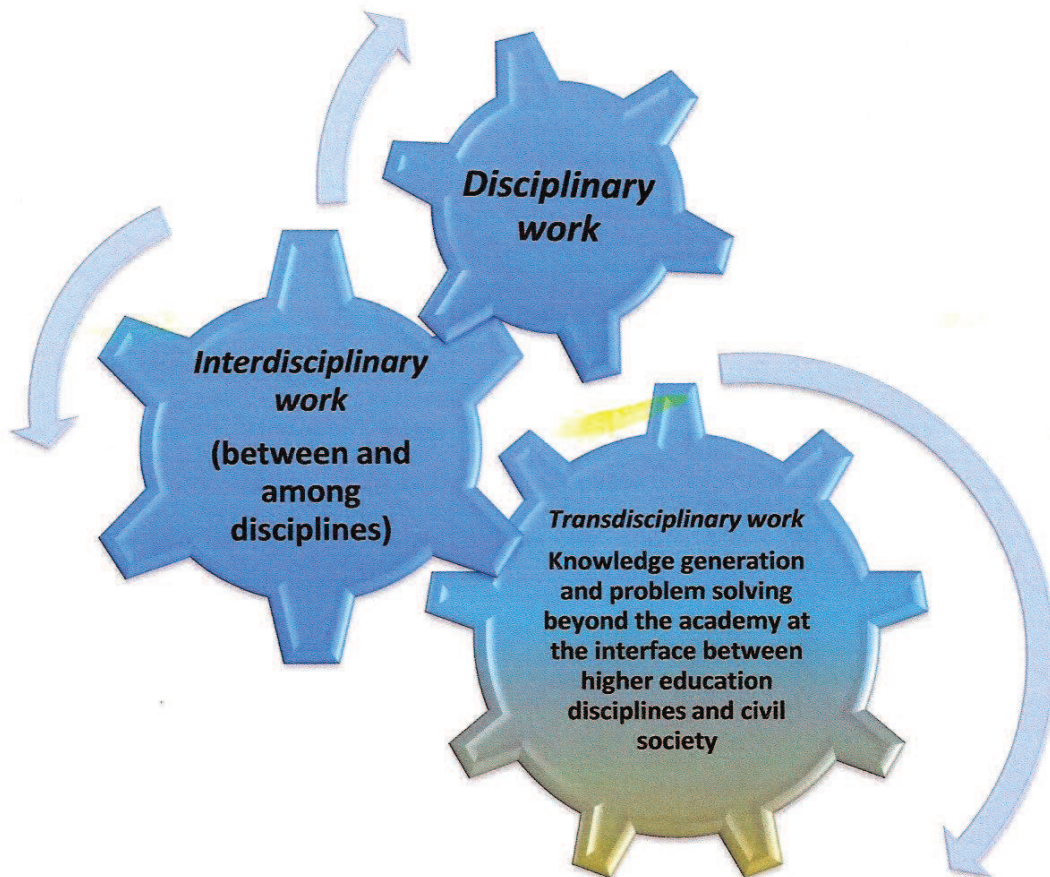 Disciplinary
work
Interdisciplinary
work
(between and
among
disciplines)
Transdisciplinary work
Knowledge generation
and problem solving
beyond the academy at
the interface between
higher education
disciplines and civil
society